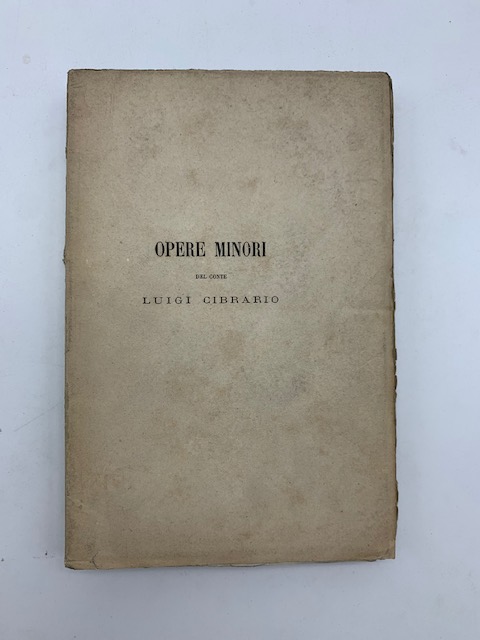 OPERE MINORI
DEL CONTE
LUIGI CIBRARIO